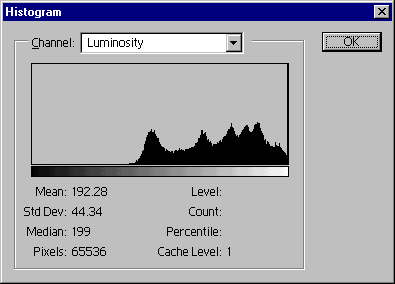 Histogram
Channel: Luminosity
OK
Mean: 192.28 Level:
Std Dev: 44.34 Count:
Median: 199 Percentile:
Pixels: 65536 Cache Level: 1